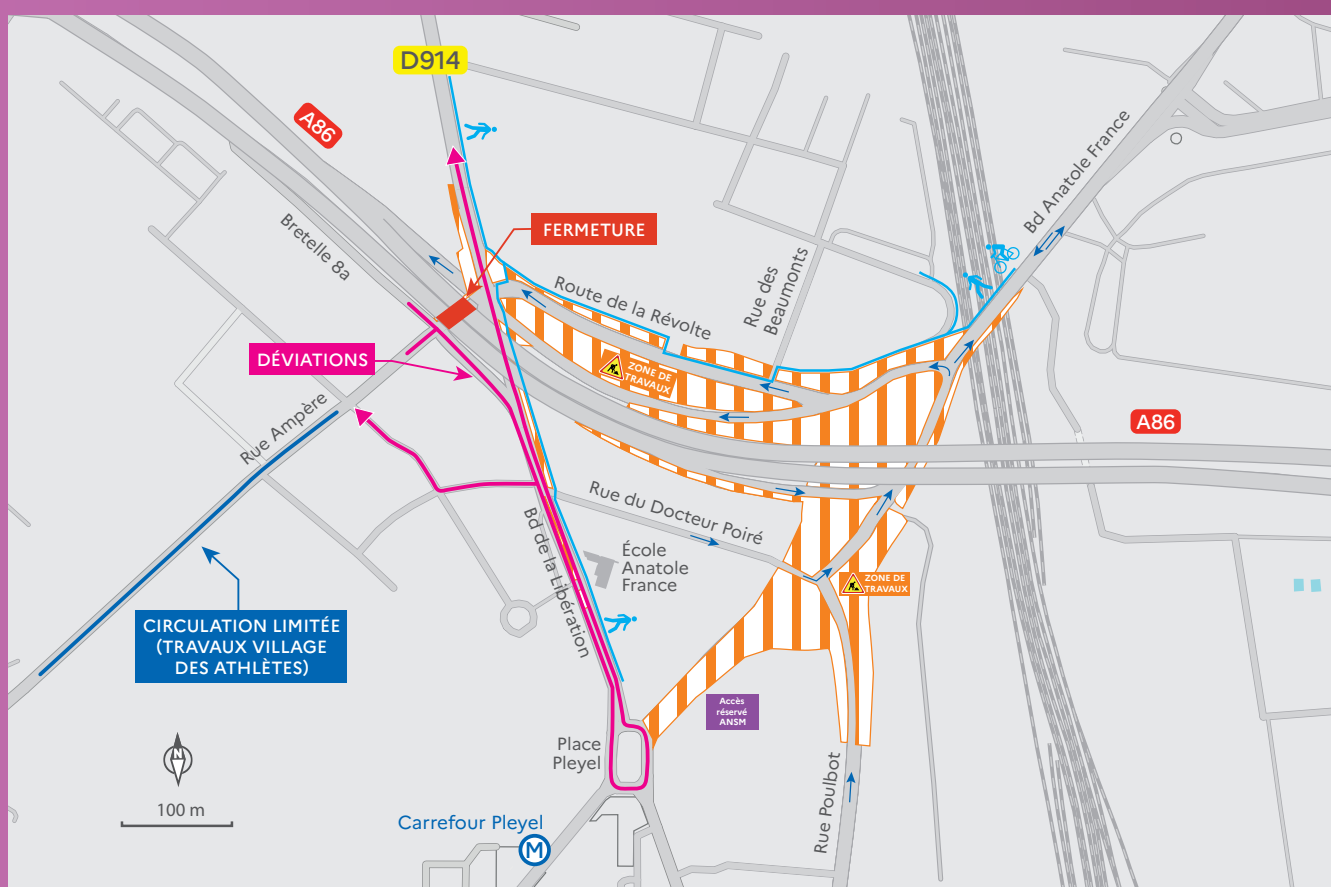 D914
A86
Bd Anatole France
Bretelle 8a
FERMETURE
Route de la Révolte
Rue des
Beaumonts
DÉVIATIONS
ZONE DE
TRAVAUX
Rue Ampère
A86
Rue du Docteur Poiré
Bd de la Libération
École
Anatole
France
ZONE DE
TRAVAUX
CIRCULATION LIMITÉE
(TRAVAUX VILLAGE
DES ATHLÈTES)
Accès
réservé
ANSM
Place
Pleyel
N
100 m
Rue Poulbot
Carrefour Pleyel
M